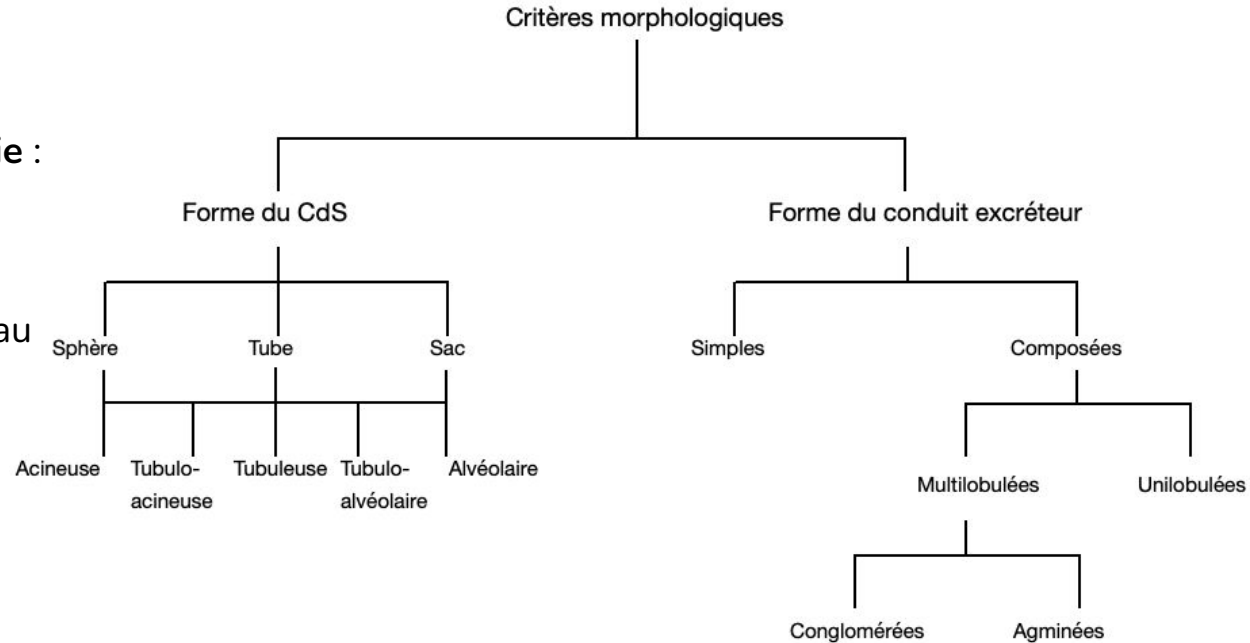 Critères morphologiques
ie :
Forme du CdS
Forme du conduit excréteur
au
Sphère
Tube
Sac
Simples
Composées
Acineuse
Tubulo-
acineuse
Tubuleuse
Tubulo-
alvéolaire
Alvéolaire
Multilobulées
Unilobulées
Conglomérées
Agminées